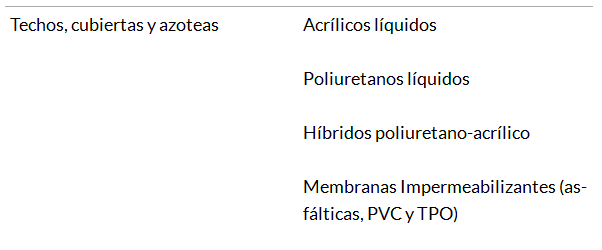 Techos, cubiertas y azoteas
Acrílicos líquidos
Poliuretanos líquidos
Híbridos poliuretano-acrílico
Membranas Impermeabilizantes (as-
fálticas, PVC y TPO)